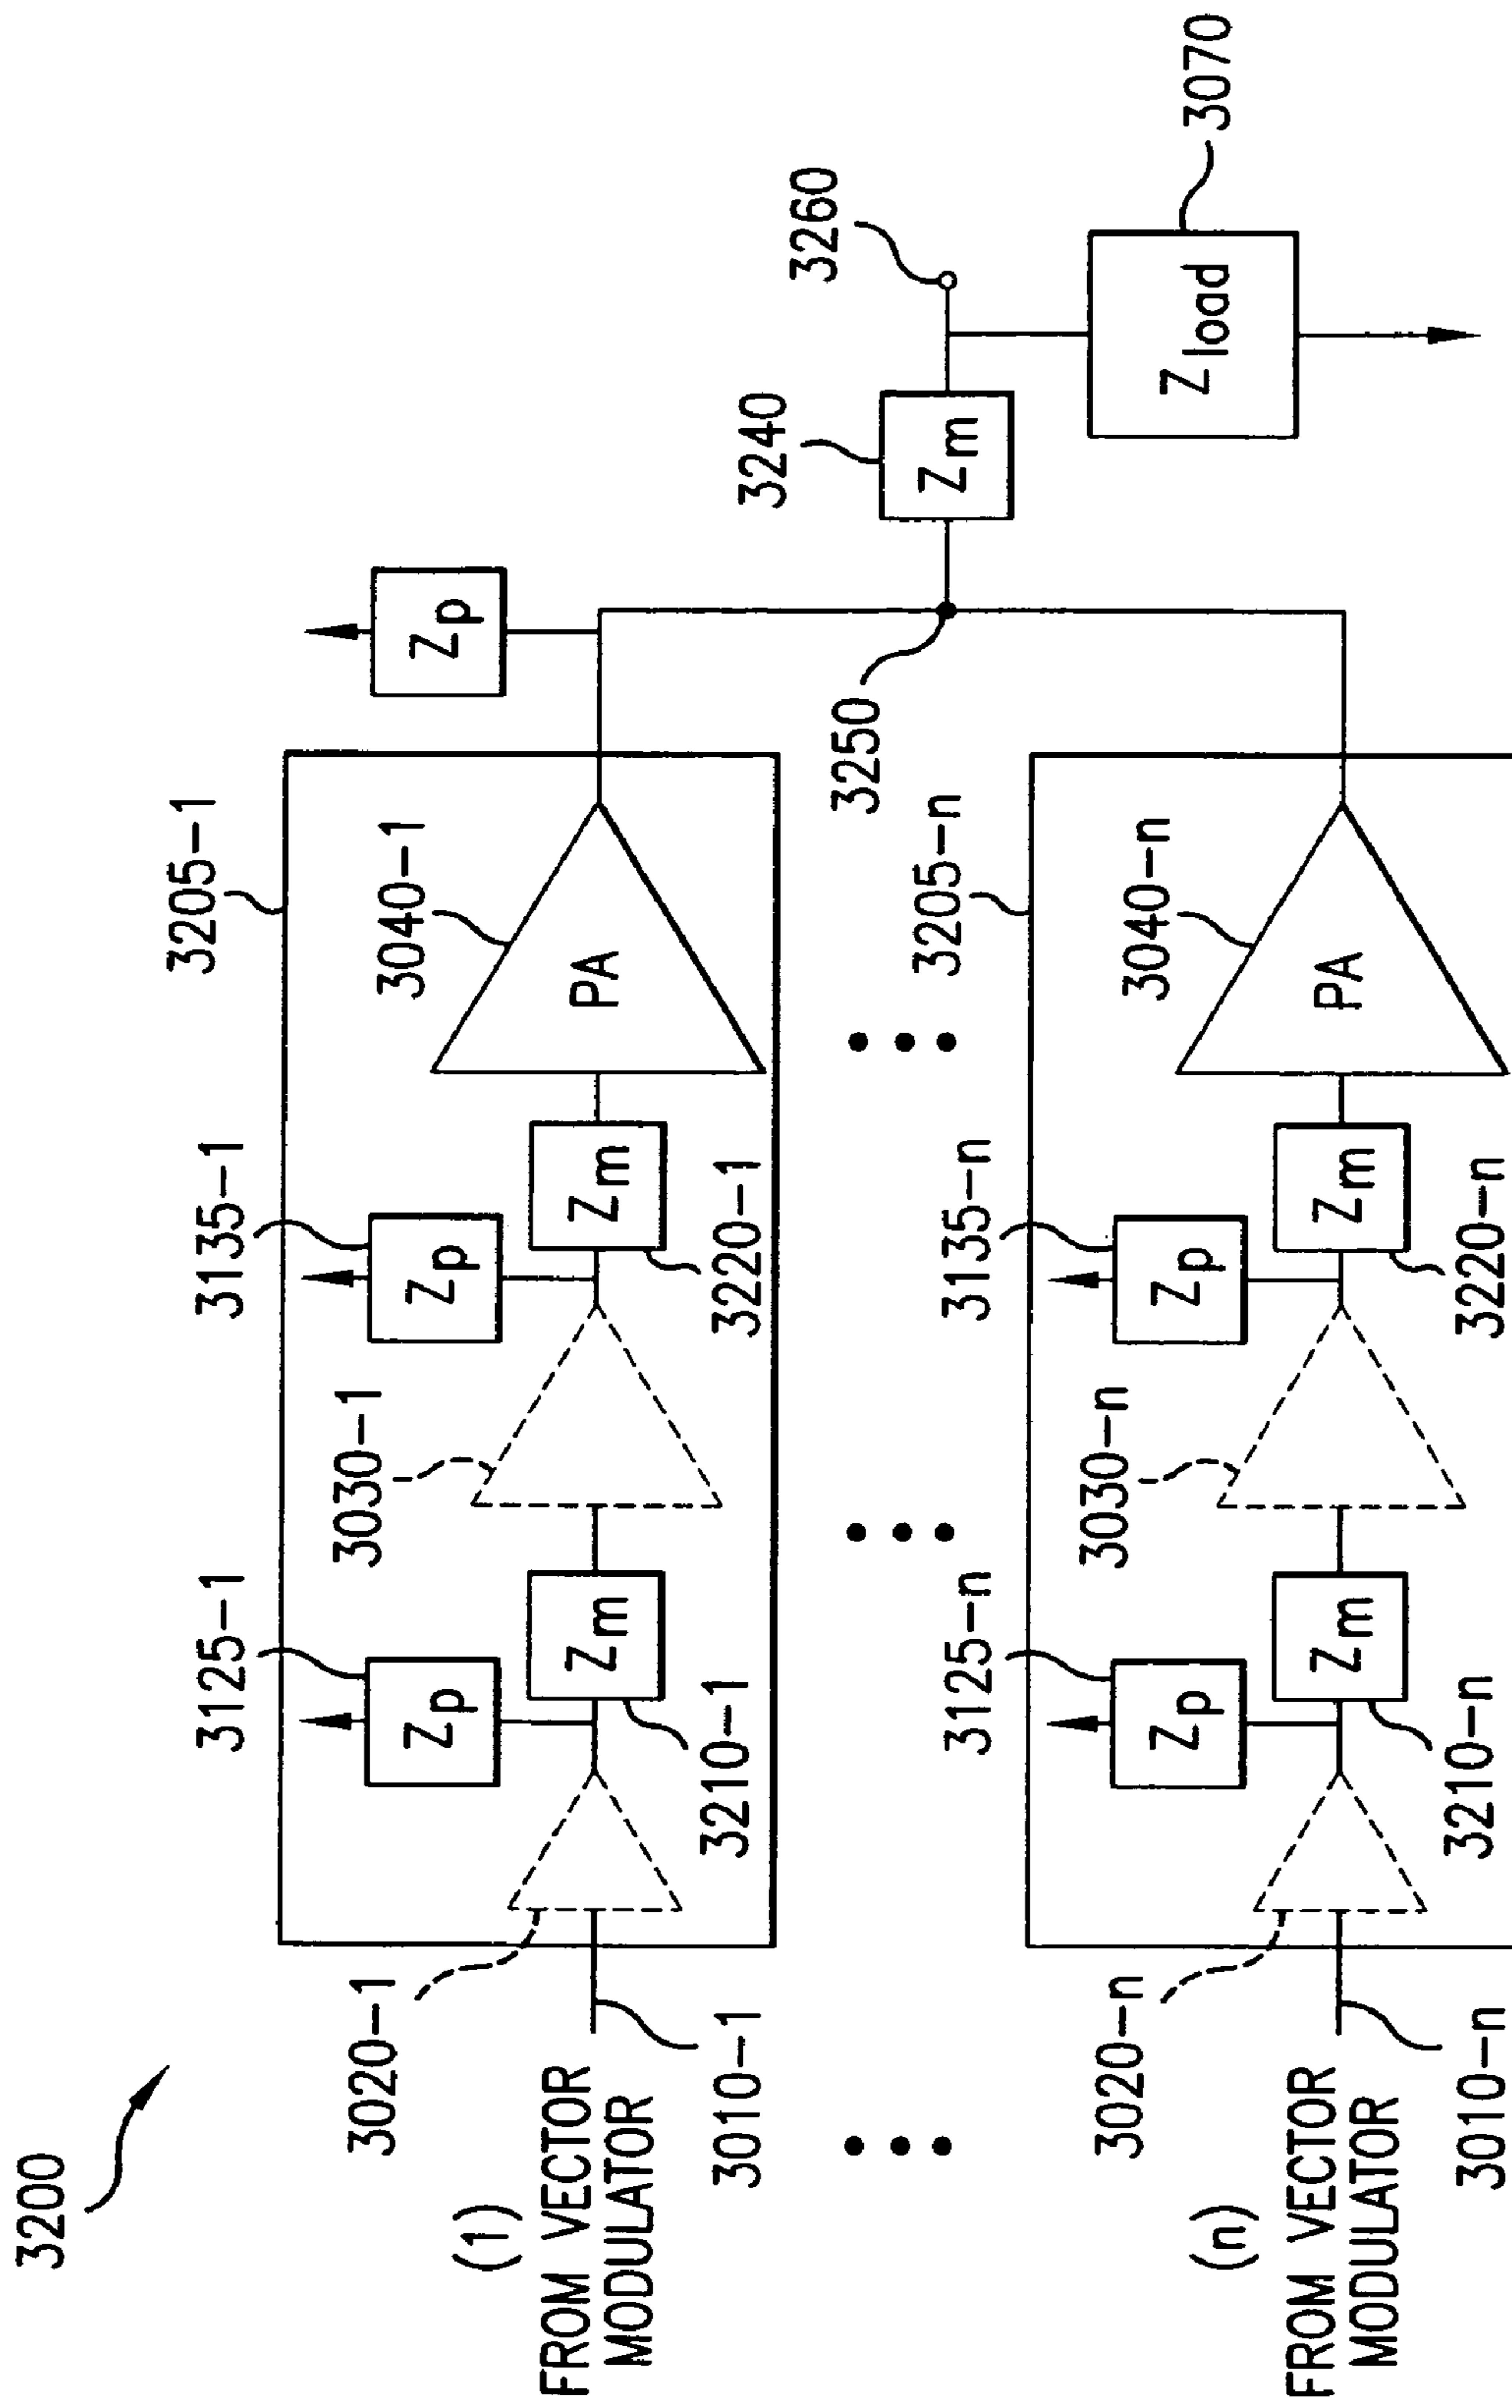 3200
3205-1
3020-1
3125-1
3030-1
3135-1
3040-1
Zp
Zp
Zp
PA
(1)
FROM VECTOR
MODULATOR
Zm
Zm
3010-1
3210-1
3220-1
3240
3260
3250
Zm
3205-n
3020-n
3125-n
3030-n
3135-n
3040-n
Zp
Zp
PA
(n)
FROM VECTOR
MODULATOR
Zm
Zm
3010-n
3210-n
3220-n
Zload
3070